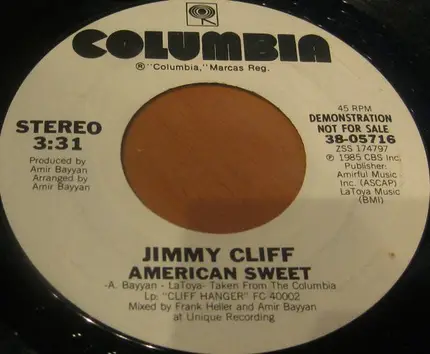 COLUMBIA
® "Columbia," Marcas Reg.
STEREO
3:31
Produced by
Amir Bayyan
Arranged by
Amir Bayyan
45 RPM
DEMONSTRATION
NOT FOR SALE
38-05716
ZSS 174797
℗ 1985 CBS Inc.
Publisher:
Amirful Music
Inc. (ASCAP)
LaToya Music
(BMI)
JIMMY CLIFF
AMERICAN SWEET
-A. Bayyan - LaToya- Taken From The Columbia
Lp: "CLIFF HANGER" FC 40002
Mixed by Frank Heller and Amir Bayyan
at Unique Recording